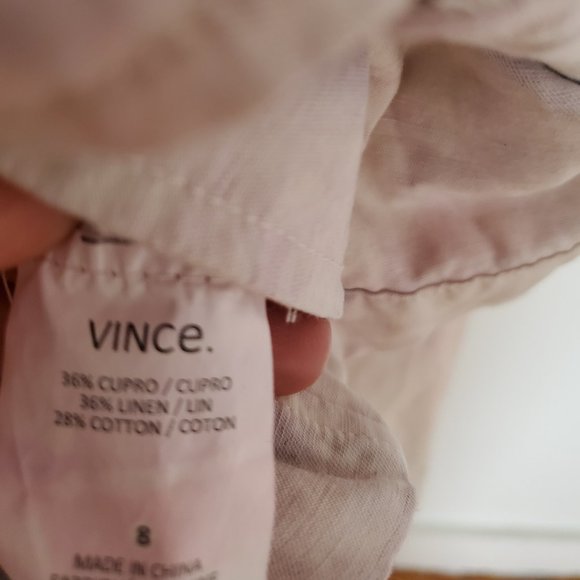 VINCe.
36% CUPRO / CUPRO
36% LINEN / LIN
28% COTTON / COTON
8
MADE IN CHINA